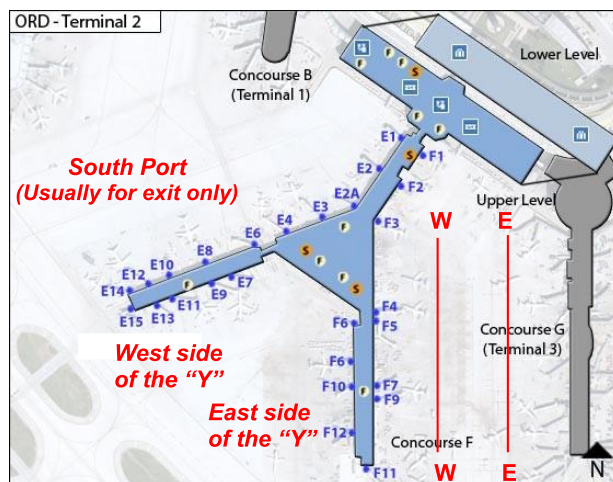 ORD - Terminal 2
Lower Level
Concourse B
(Terminal 1)
F
F
S
F
F
E1
S
F1
South Port
(Usually for exit only)
E2
F2
Upper Level
E2A
E3
F
F3
W
E
E4
E6
S
F
E8
F
E10
E12
F
E7
S
E14
E9
E11
E13
E15
F4
F5
F6
Concourse G
(Terminal 3)
West side
of the “Y”
F6
F10
F
F7
F9
East side
of the “Y”
F12
Concourse F
F11
W
E
N